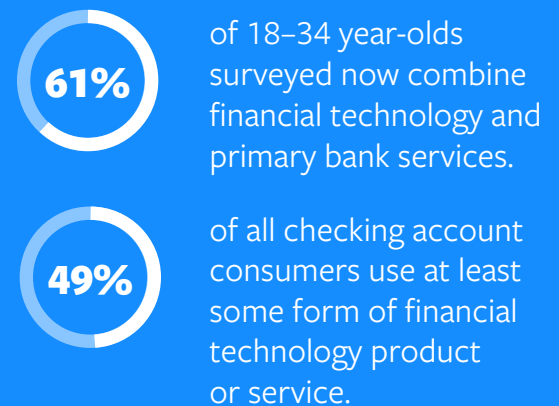 61%
of 18–34 year-olds
surveyed now combine
financial technology and
primary bank services.
49%
of all checking account
consumers use at least
some form of financial
technology product
or service.